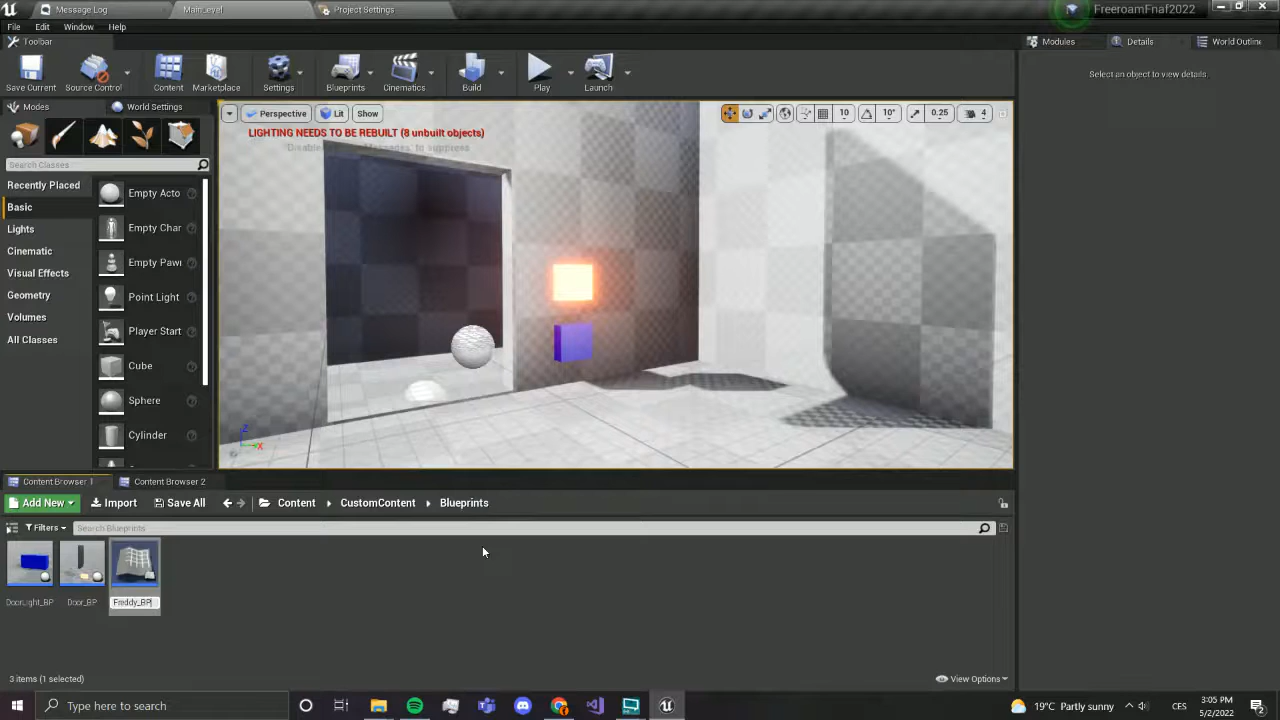 Message Log
MainLevel
Project Settings
FreeroamFnaf2022
File
Edit
Window
Help
Toolbar
Modules
Details
World Outline
Save Current
Source Control
Content
Marketplace
Settings
Blueprints
Cinematics
Build
Play
Launch
Select an object to view details.
Modes
World Settings
Perspective
Lit
Show
10
10°
0.25
4
LIGHTING NEEDS TO BE REBUILT (8 unbuilt objects)
to suppress
Search Classes
Recently Placed
Basic
Lights
Cinematic
Visual Effects
Geometry
Volumes
All Classes
Empty Acto
Empty Char
Empty Pawn
Point Light
Player Start
Cube
Sphere
Cylinder
Z
X
Content Browser 1
Content Browser 2
Add New
Import
Save All
Content
CustomContent
Blueprints
Filters
Search Blueprints
DoorLight_BP
Door_BP
Freddy_BP
3 items (1 selected)
View Options
Type here to search
19°C Partly sunny
CES
3:05 PM
5/2/2022
2